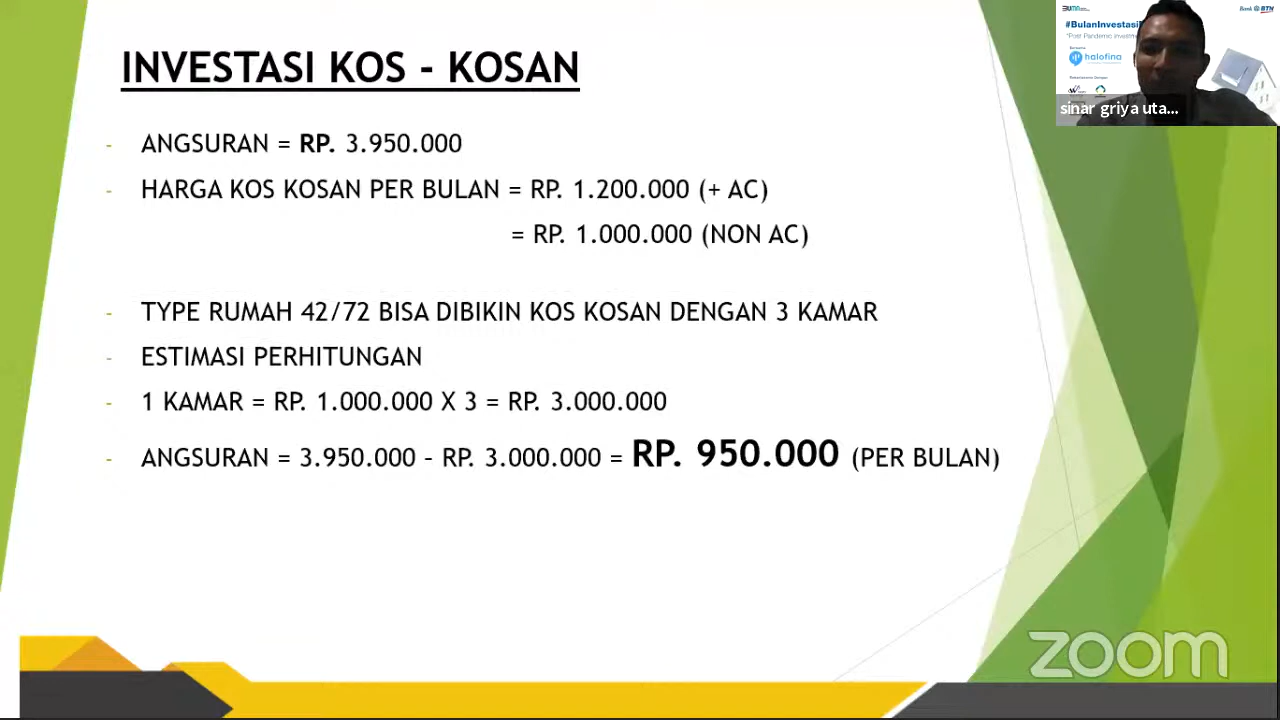 INVESTASI KOS - KOSAN
- ANGSURAN = RP. 3.950.000
- HARGA KOS KOSAN PER BULAN = RP. 1.200.000 (+ AC)
= RP. 1.000.000 (NON AC)
- TYPE RUMAH 42/72 BISA DIBIKIN KOS KOSAN DENGAN 3 KAMAR
- ESTIMASI PERHITUNGAN
- 1 KAMAR = RP. 1.000.000 X 3 = RP. 3.000.000
- ANGSURAN = 3.950.000 – RP. 3.000.000 = RP. 950.000 (PER BULAN)
Bank BTN
#BulanInvestasi
"Post Pandemic
halofina
sinar griya uta...
zoom